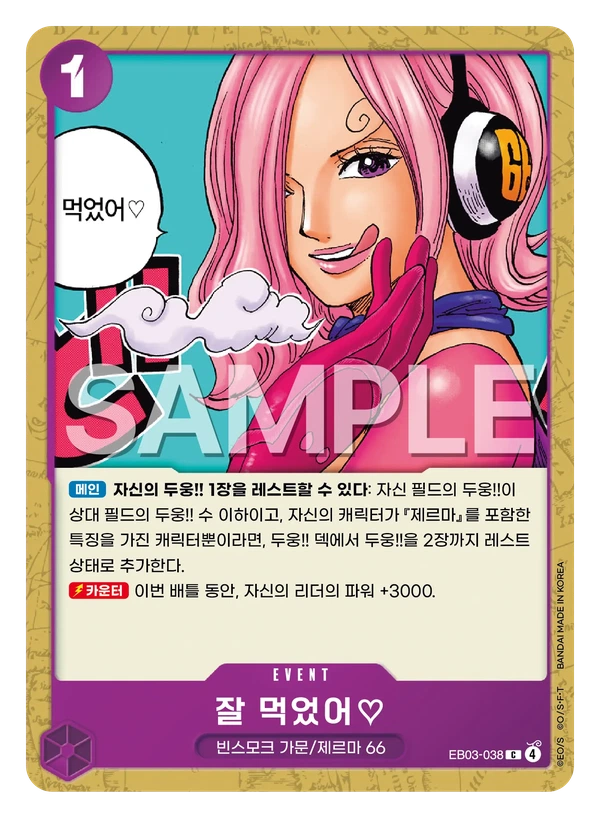 1
먹었어♡
66
SAMPLE
메인 자신의 두웅!! 1장을 레스트할 수 있다: 자신 필드의 두웅!!이
상대 필드의 두웅!! 수 이하이고, 자신의 캐릭터가 『제르마』를 포함한
특징을 가진 캐릭터뿐이라면, 두웅!! 덱에서 두웅!!을 2장까지 레스트
상태로 추가한다.
카운터 이번 배틀 동안, 자신의 리더의 파워 +3000.
EVENT
잘 먹었어♡
빈스모크 가문/제르마 66
EB03-038 C 4
©EO/S ©O/S·F·T BANDAI MADE IN KOREA